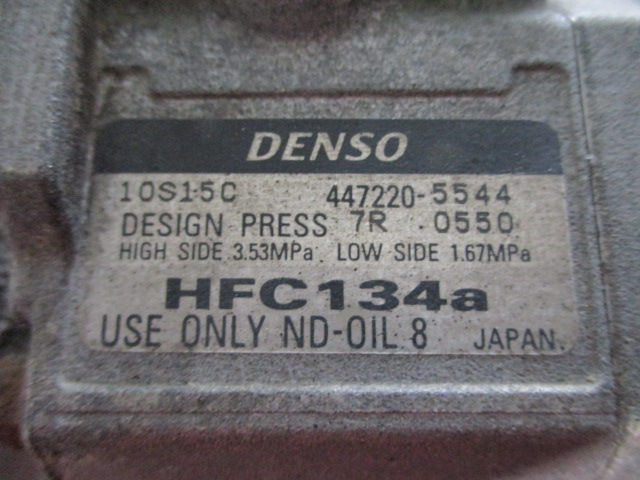 DENSO
10S15C 447220-5544
DESIGN PRESS 7R 0550
HIGH SIDE 3.53MPa LOW SIDE 1.67MPa
HFC134a
USE ONLY ND-OIL 8 JAPAN.